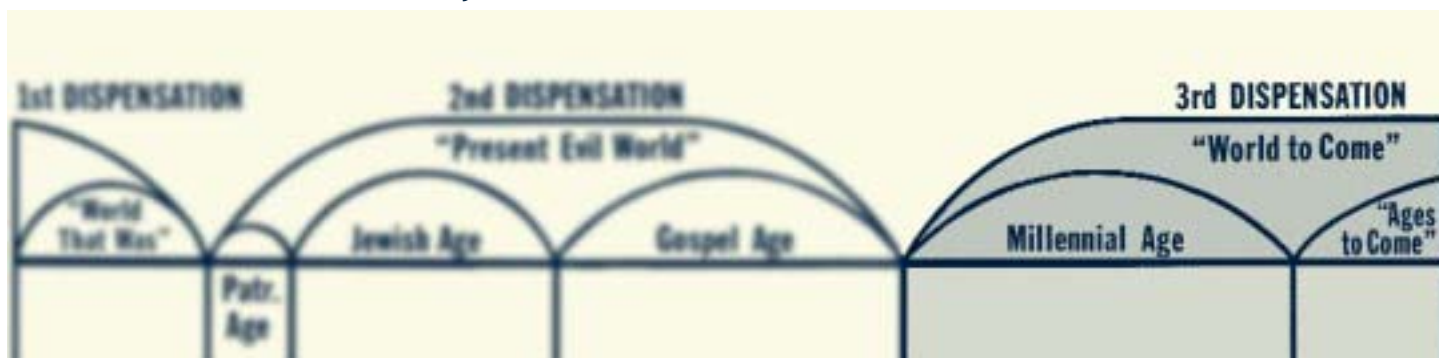 1st DISPENSATION
2nd DISPENSATION
3rd DISPENSATION
"Present Evil World"
"World to Come"
"World
That Was"
Jewish Age
Gospel Age
Millennial Age
"Ages
to Come"
Patr.
Age